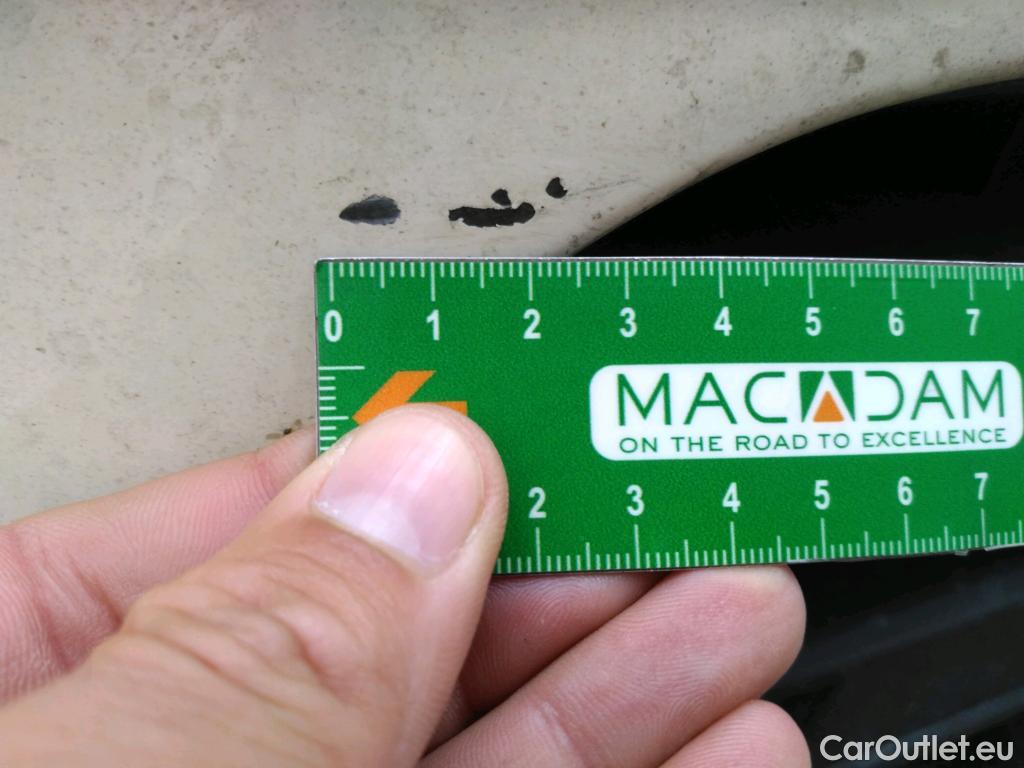 0 1 2 3 4 5 6 7
MACADAM
ON THE ROAD TO EXCELLENCE
2 3 4 5 6 7
CarOutlet.eu